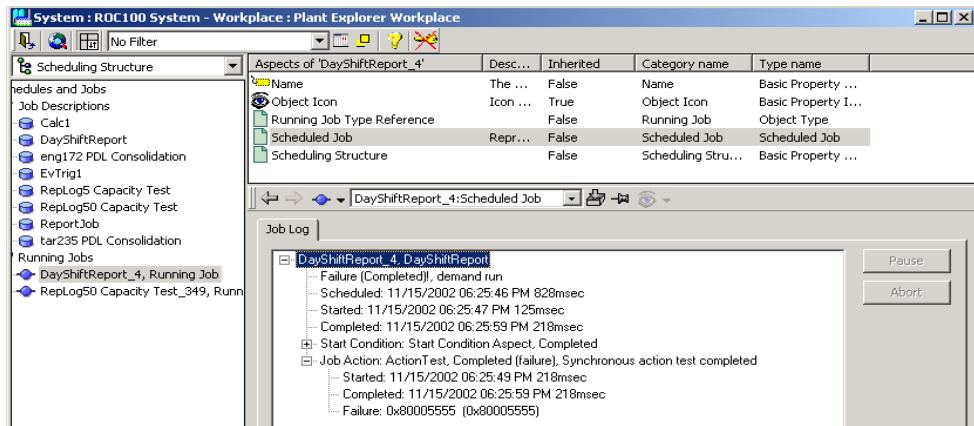 System : ROC100 System - Workplace : Plant Explorer Workplace
No Filter
Scheduling Structure
hedules and Jobs
Job Descriptions
Calc1
DayShiftReport
eng172 PDL Consolidation
EvTrig1
RepLog5 Capacity Test
RepLog50 Capacity Test
ReportJob
tar235 PDL Consolidation
Running Jobs
DayShiftReport_4, Running Job
RepLog50 Capacity Test_349, Runn
Aspects of 'DayShiftReport_4' Desc... Inherited Category name Type name
Name The ... False Name Basic Property ...
Object Icon Icon ... True Object Icon Basic Property I...
Running Job Type Reference False Running Job Object Type
Scheduled Job Repr... False Scheduled Job Scheduled Job
Scheduling Structure False Scheduling Stru... Basic Property ...
DayShiftReport_4:Scheduled Job
Job Log
DayShiftReport_4, DayShiftReport
Failure (Completed)!, demand run
Scheduled: 11/15/2002 06:25:46 PM 828msec
Started: 11/15/2002 06:25:47 PM 125msec
Completed: 11/15/2002 06:25:59 PM 218msec
Start Condition: Start Condition Aspect, Completed
Job Action: ActionTest, Completed (failure), Synchronous action test completed
Started: 11/15/2002 06:25:49 PM 218msec
Completed: 11/15/2002 06:25:59 PM 218msec
Failure: 0x80005555 (0x80005555)
Pause
Abort